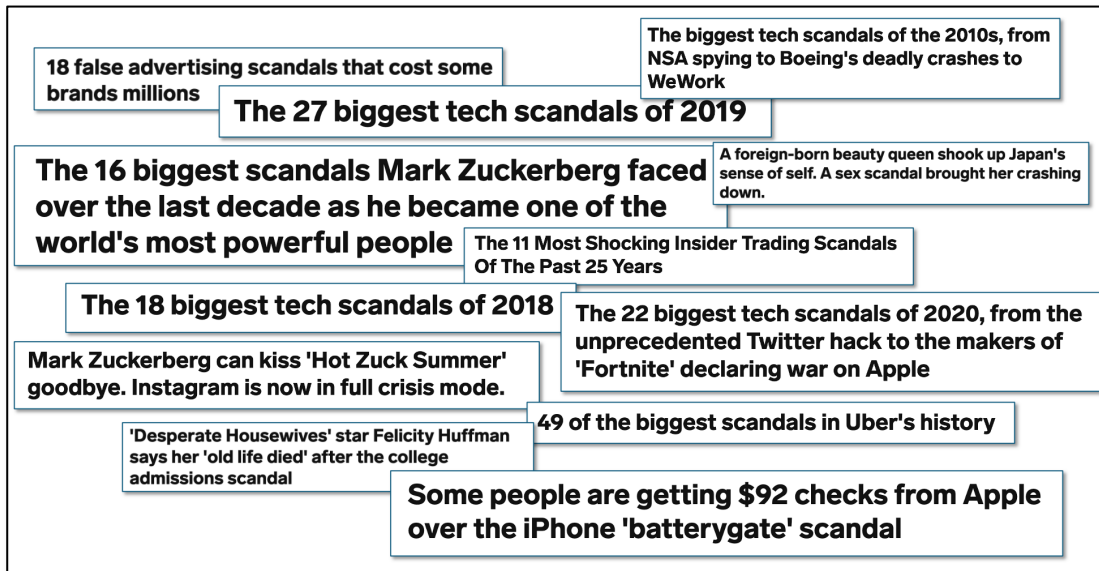 The biggest tech scandals of the 2010s, from
NSA spying to Boeing's deadly crashes to
WeWork
18 false advertising scandals that cost some
brands millions
The 27 biggest tech scandals of 2019
A foreign-born beauty queen shook up Japan's
sense of self. A sex scandal brought her crashing
down.
The 16 biggest scandals Mark Zuckerberg faced
over the last decade as he became one of the
world's most powerful people
The 11 Most Shocking Insider Trading Scandals
Of The Past 25 Years
The 18 biggest tech scandals of 2018
The 22 biggest tech scandals of 2020, from the
unprecedented Twitter hack to the makers of
'Fortnite' declaring war on Apple
Mark Zuckerberg can kiss 'Hot Zuck Summer'
goodbye. Instagram is now in full crisis mode.
49 of the biggest scandals in Uber's history
'Desperate Housewives' star Felicity Huffman
says her 'old life died' after the college
admissions scandal
Some people are getting $92 checks from Apple
over the iPhone 'batterygate' scandal